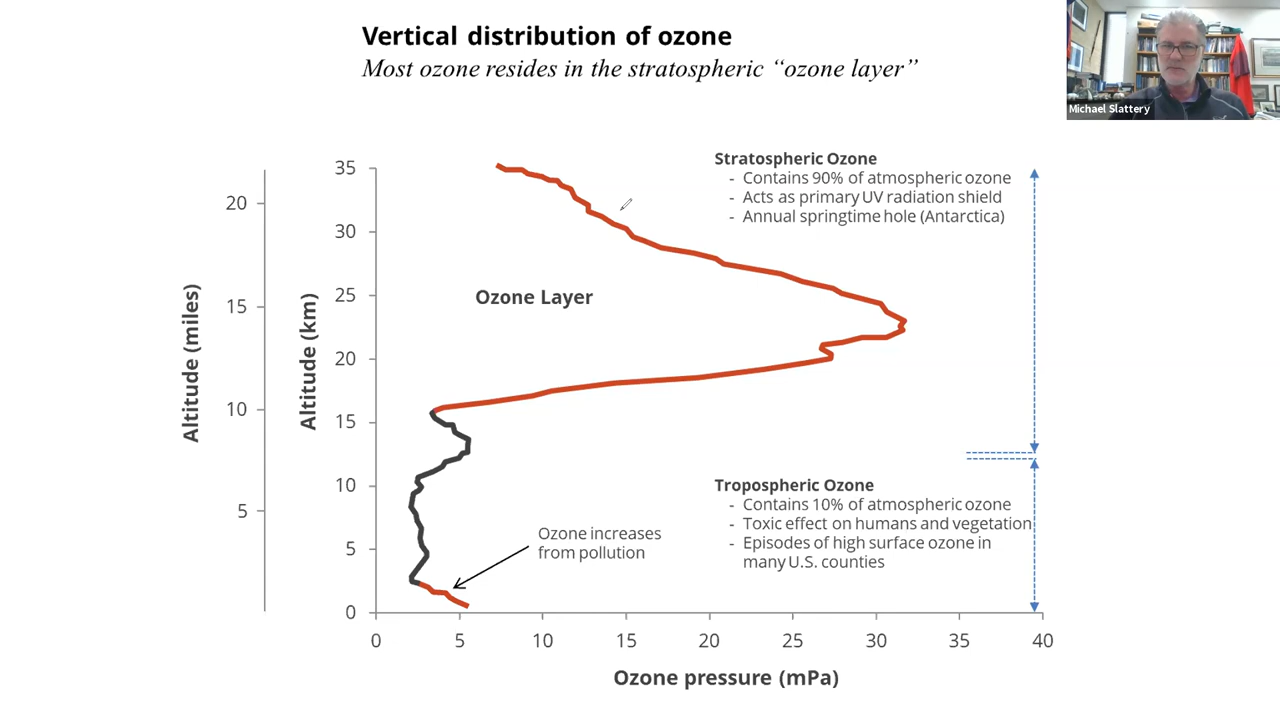 Vertical distribution of ozone
Most ozone resides in the stratospheric “ozone layer”
Michael Slattery
Stratospheric Ozone
- Contains 90% of atmospheric ozone
- Acts as primary UV radiation shield
- Annual springtime hole (Antarctica)
Ozone Layer
Tropospheric Ozone
- Contains 10% of atmospheric ozone
- Toxic effect on humans and vegetation
- Episodes of high surface ozone in
many U.S. counties
Ozone increases
from pollution
Altitude (miles)
20
15
10
5
Altitude (km)
35
30
25
20
15
10
5
0
0 5 10 15 20 25 30 35 40
Ozone pressure (mPa)